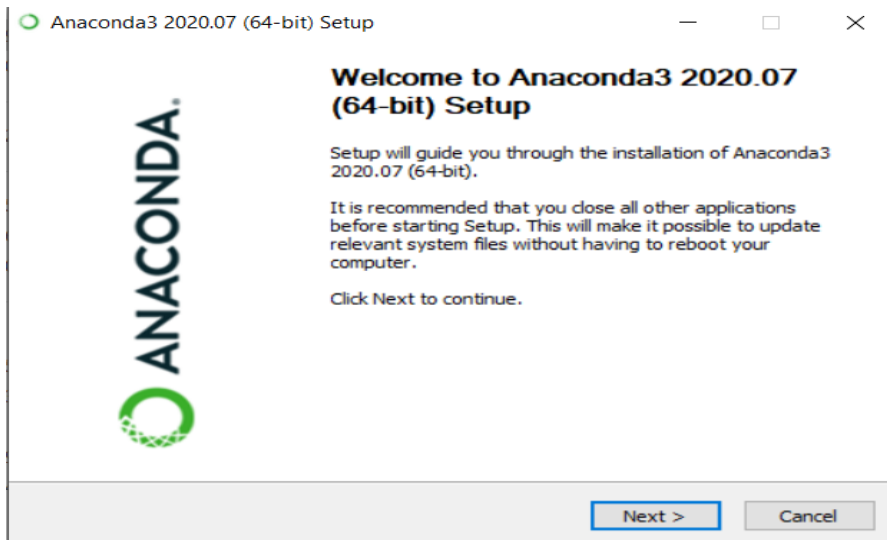 Anaconda3 2020.07 (64-bit) Setup
Welcome to Anaconda3 2020.07
(64-bit) Setup
Setup will guide you through the installation of Anaconda3
2020.07 (64-bit).
It is recommended that you close all other applications
before starting Setup. This will make it possible to update
relevant system files without having to reboot your
computer.
Click Next to continue.
ANACONDA.
Next >
Cancel